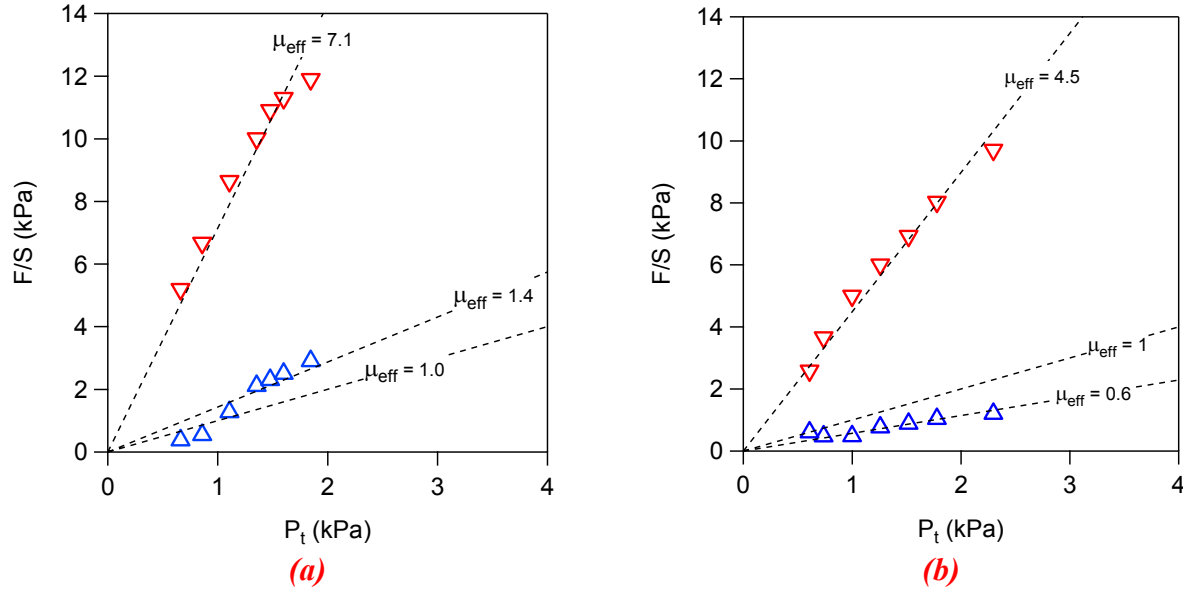 14
12
10
8
6
4
2
0
F/S (kPa)
μeff = 7.1
μeff = 1.4
μeff = 1.0
0 1 2 3 4
Pt (kPa)
(a)
14
12
10
8
6
4
2
0
F/S (kPa)
μeff = 4.5
μeff = 1
μeff = 0.6
0 1 2 3 4
Pt (kPa)
(b)